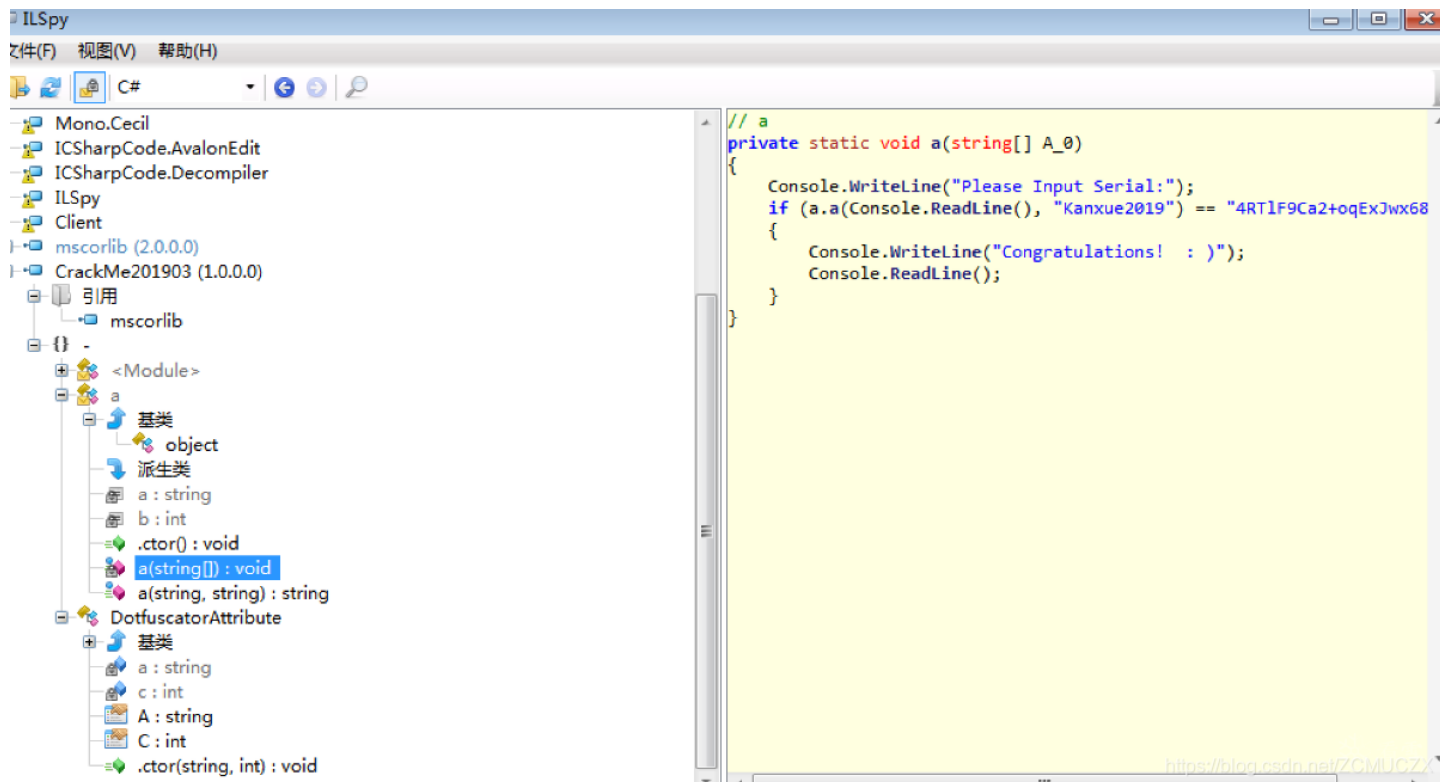 ILSpy
文件(F) 视图(V) 帮助(H)
C#
Mono.Cecil
ICSharpCode.AvalonEdit
ICSharpCode.Decompiler
ILSpy
Client
mscorlib (2.0.0.0)
CrackMe201903 (1.0.0.0)
引用
mscorlib
{} -
<Module>
a
基类
object
派生类
a : string
b : int
.ctor() : void
a(string[]) : void
a(string, string) : string
DotfuscatorAttribute
基类
a : string
c : int
A : string
C : int
.ctor(string, int) : void
// a
private static void a(string[] A_0)
{
Console.WriteLine("Please Input Serial:");
if (a.a(Console.ReadLine(), "Kanxue2019") == "4RTlF9Ca2+oqExJwx68
{
Console.WriteLine("Congratulations!  : )");
Console.ReadLine();
}
}
https://blog.csdn.net/ZCMUCZX